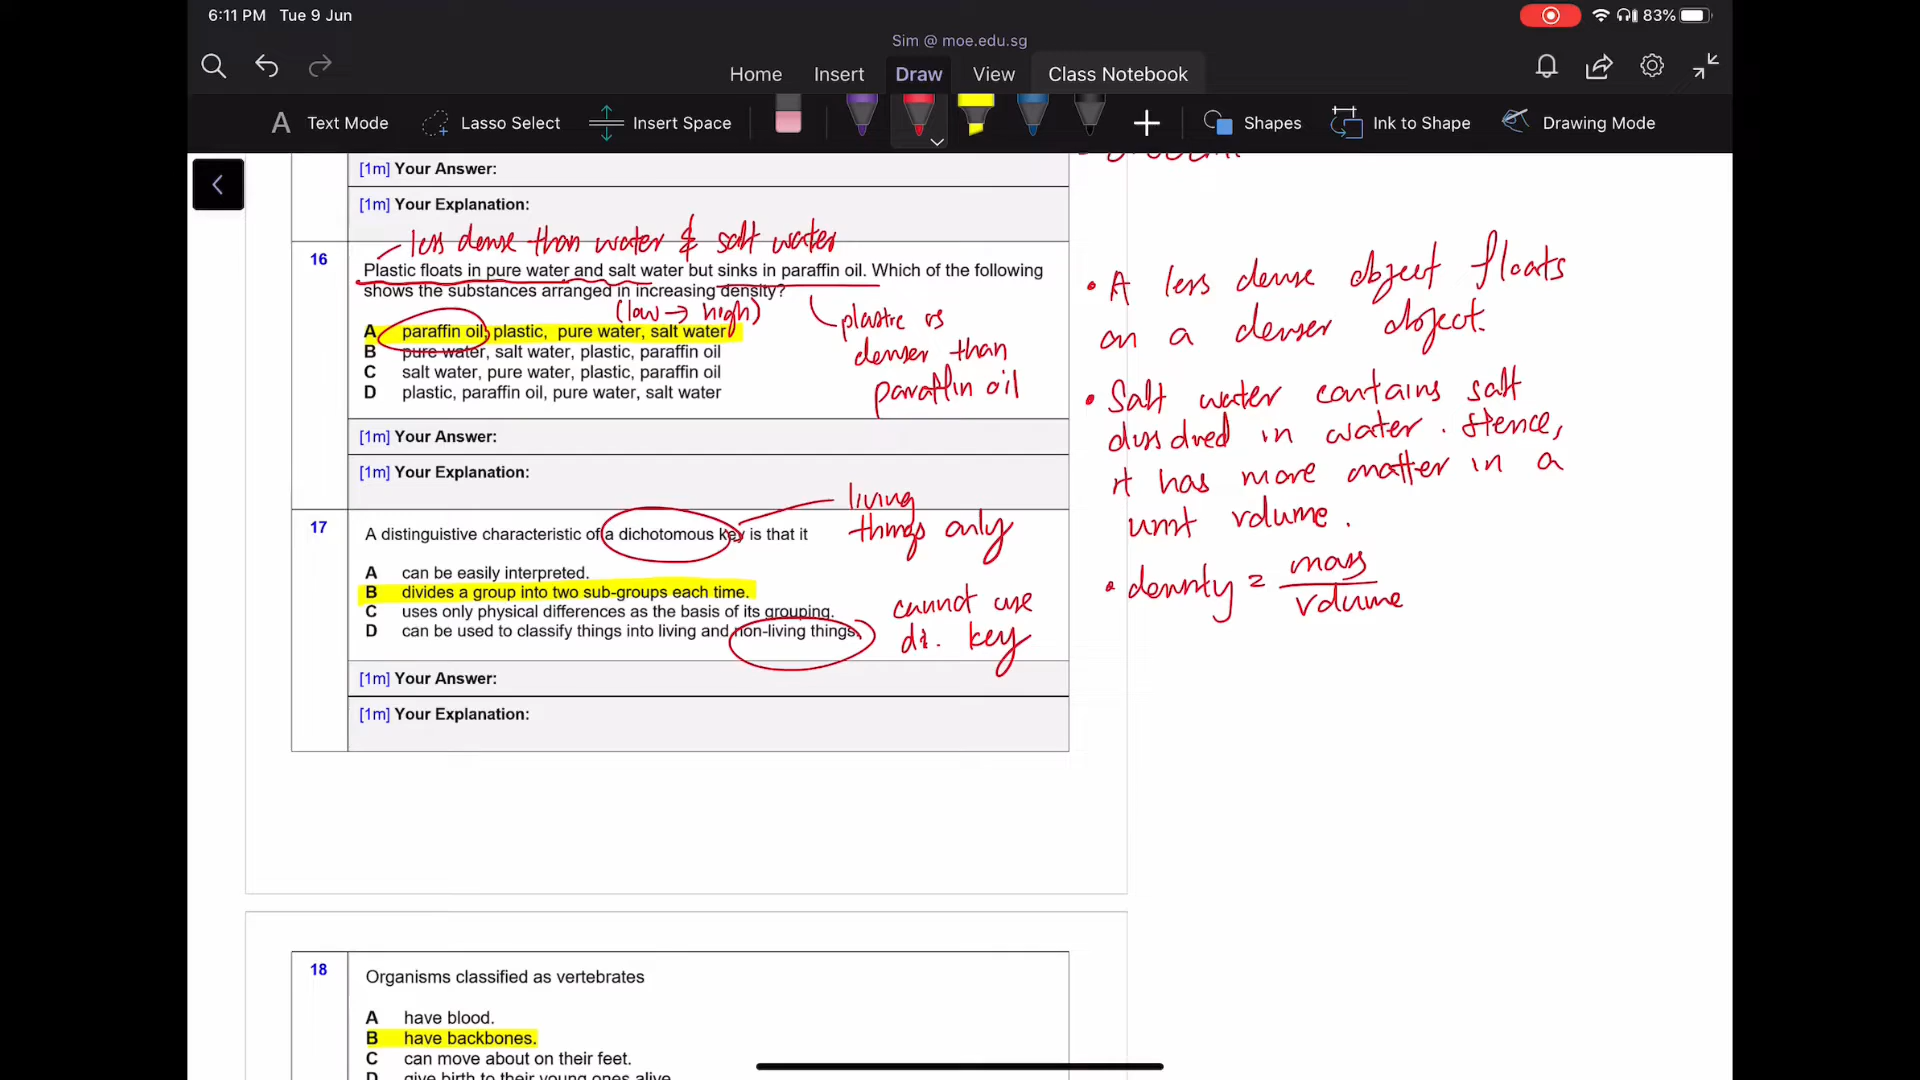 6:11 PM Tue 9 Jun
83%
Sim @ moe.edu.sg
Home Insert Draw View Class Notebook
Text Mode Lasso Select Insert Space Shapes Ink to Shape Drawing Mode
[1m] Your Answer:
[1m] Your Explanation:
less dense than water & salt water
16
Plastic floats in pure water and salt water but sinks in paraffin oil. Which of the following
shows the substances arranged in increasing density?
(low → high)
A paraffin oil, plastic, pure water, salt water
B pure water, salt water, plastic, paraffin oil
C salt water, pure water, plastic, paraffin oil
D plastic, paraffin oil, pure water, salt water
plastic is
denser than
paraffin oil
[1m] Your Answer:
[1m] Your Explanation:
17
A distinguistive characteristic of a dichotomous key is that it
living
things only
A can be easily interpreted.
B divides a group into two sub-groups each time.
C uses only physical differences as the basis of its grouping.
D can be used to classify things into living and non-living things.
cannot use
di. key
[1m] Your Answer:
[1m] Your Explanation:
• A less dense object floats
on a denser object.
• Salt water contains salt
dissolved in water. Hence,
it has more matter in a
unit volume.
• density = mass
volume
18
Organisms classified as vertebrates
A have blood.
B have backbones.
C can move about on their feet.
D give birth to their young ones alive